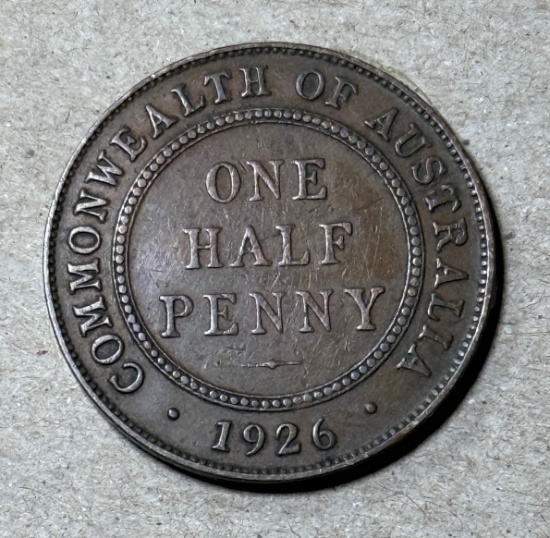 COMMONWEALTH OF AUSTRALIA
ONE
HALF
PENNY
1926